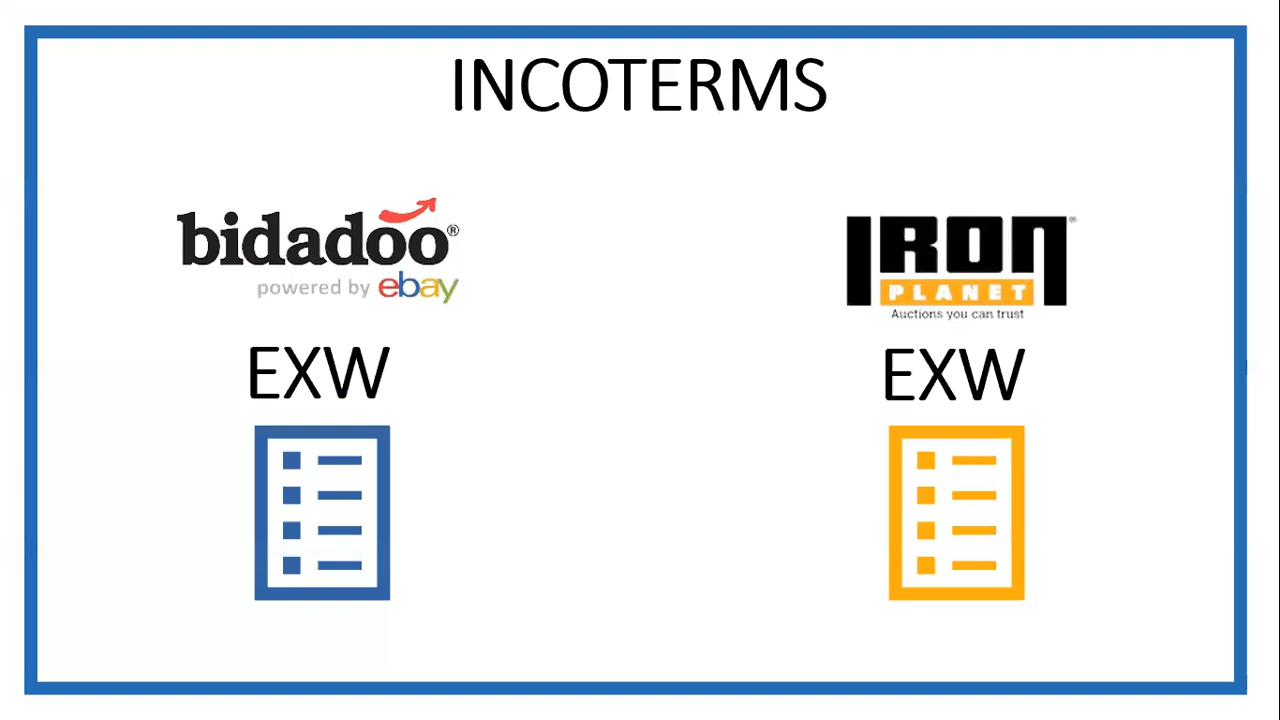 INCOTERMS
bidadoo®
powered by ebay
IRON®
PLANET
Auctions you can trust
EXW
EXW